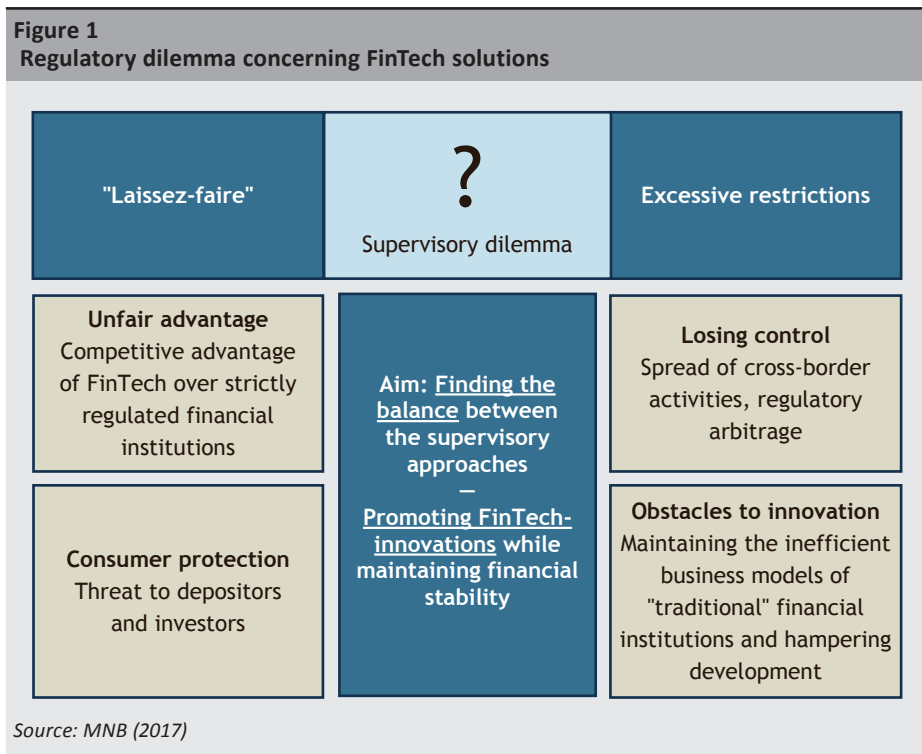 Figure 1
Regulatory dilemma concerning FinTech solutions
"Laissez-faire"
?
Supervisory dilemma
Excessive restrictions
Unfair advantage
Competitive advantage
of FinTech over strictly
regulated financial
institutions
Consumer protection
Threat to depositors
and investors
Aim: Finding the
balance between
the supervisory
approaches
—
Promoting FinTech-
innovations while
maintaining financial
stability
Losing control
Spread of cross-border
activities, regulatory
arbitrage
Obstacles to innovation
Maintaining the inefficient
business models of
"traditional" financial
institutions and hampering
development
Source: MNB (2017)